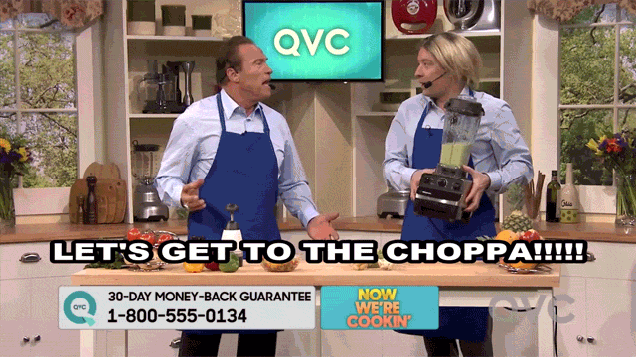 QVC
LET'S GET TO THE CHOPPA!!!!!
QVC
30-DAY MONEY-BACK GUARANTEE
1-800-555-0134
NOW
WE'RE
COOKIN'
QVC